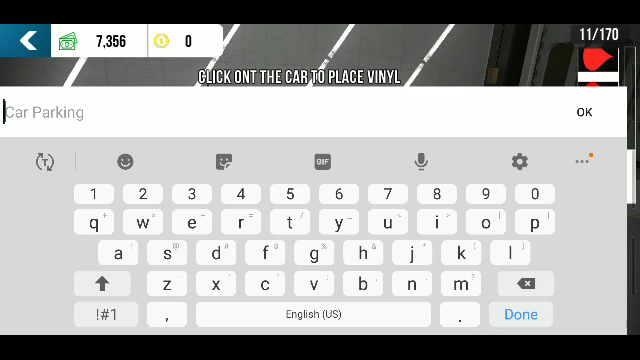 7,356
0
11/170
CLICK ONT THE CAR TO PLACE VINYL
Car Parking
OK
GIF
1 2 3 4 5 6 7 8 9 0
q w e r t y u i o p
a s d f g h j k l
z x c v b n m
!#1 , English (US) . Done